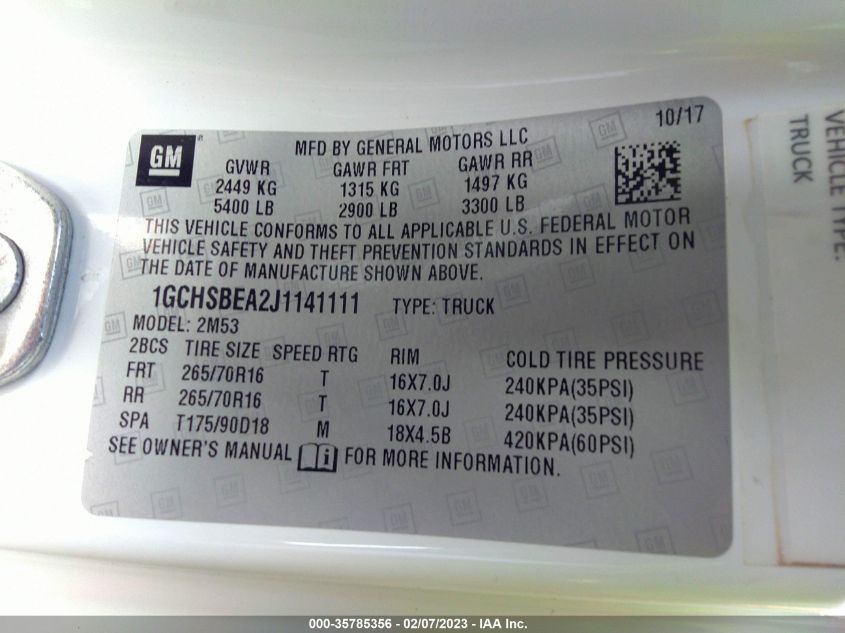 10/17
GM ® MFD BY GENERAL MOTORS LLC
GVWR GAWR FRT GAWR RR
2449 KG 1315 KG 1497 KG
5400 LB 2900 LB 3300 LB
THIS VEHICLE CONFORMS TO ALL APPLICABLE U.S. FEDERAL MOTOR
VEHICLE SAFETY AND THEFT PREVENTION STANDARDS IN EFFECT ON
THE DATE OF MANUFACTURE SHOWN ABOVE.
1GCHSBEA2J1141111 TYPE: TRUCK
MODEL: 2M53
2BCS TIRE SIZE SPEED RTG RIM COLD TIRE PRESSURE
FRT 265/70R16 T 16X7.0J 240KPA(35PSI)
RR 265/70R16 T 16X7.0J 240KPA(35PSI)
SPA T175/90D18 M 18X4.5B 420KPA(60PSI)
SEE OWNER'S MANUAL i FOR MORE INFORMATION.
VEHICLE TYPE:
TRUCK
000-35785356 - 02/07/2023 - IAA Inc.